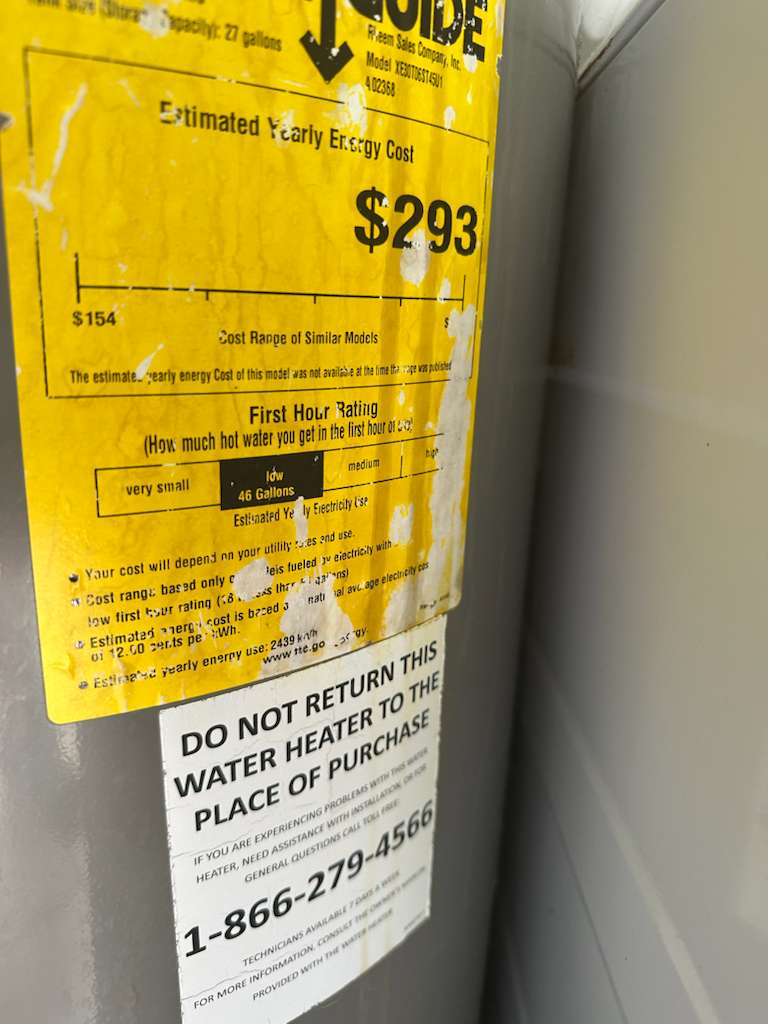 Capacity): 27 gallons
GUIDE
Rheem Sales Company, Inc.
Model XE30T06ST45U1
402368
Estimated Yearly Energy Cost
$293
$154
$
Cost Range of Similar Models
The estimated yearly energy Cost of this model was not available at the time the range was published
First Hour Rating
(How much hot water you get in the first hour of use)
very small
low
46 Gallons
medium
high
Estimated Yearly Electricity Use
Your cost will depend on your utility rates and use.
Cost range based only on fueled by electricity with
low first hour rating less than gallons)
Estimated energy cost is based national average electricity cost
of 12.00 cents per kWh.
Estimated yearly energy use: 2439 kWh
DO NOT RETURN THIS
WATER HEATER TO THE
PLACE OF PURCHASE
IF YOU ARE EXPERIENCING PROBLEMS WITH THIS WATER
HEATER, NEED ASSISTANCE WITH INSTALLATION, OR FOR
GENERAL QUESTIONS CALL TOLL FREE:
1-866-279-4566
TECHNICIANS AVAILABLE 7 DAYS A WEEK
FOR MORE INFORMATION, CONSULT THE OWNER'S MANUAL
PROVIDED WITH THE WATER HEATER